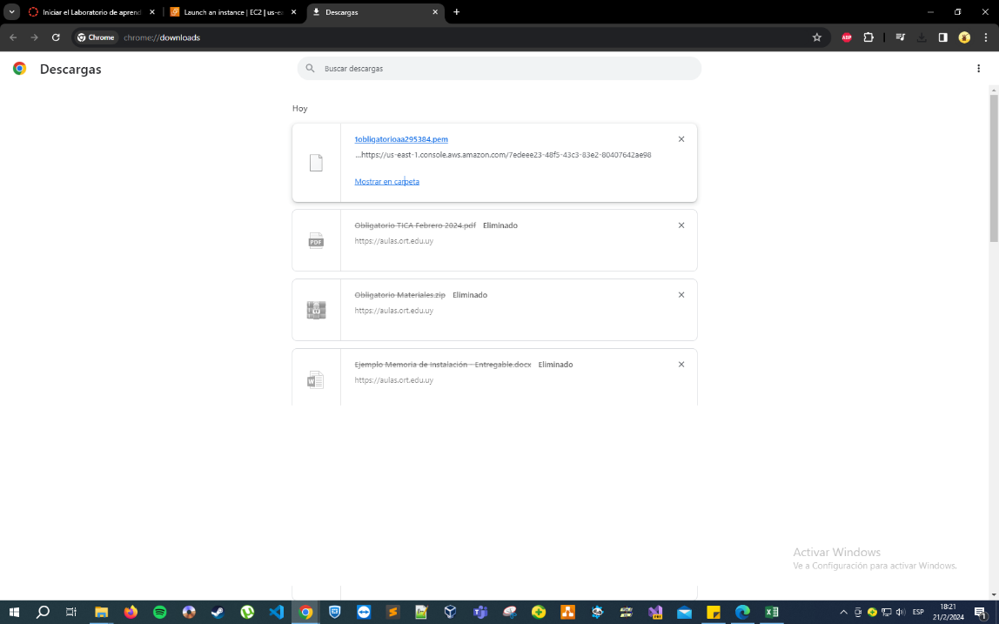 Iniciar el Laboratorio de aprend
Launch an instance | EC2 | us-ea
Descargas
Chrome
chrome://downloads
ABP
Descargas
Buscar descargas
Hoy
1obligatorioaa295384.pem
...https://us-east-1.console.aws.amazon.com/7edeee23-48f5-43c3-83e2-80407642ae98
Mostrar en carpeta
Obligatorio TICA Febrero 2024.pdf Eliminado
PDF
https://aulas.ort.edu.uy
Obligatorio Materiales.zip Eliminado
https://aulas.ort.edu.uy
Ejemplo Memoria de Instalación - Entregable.docx Eliminado
https://aulas.ort.edu.uy
Activar Windows
Ve a Configuración para activar Windows.
18:21
ESP
21/2/2024